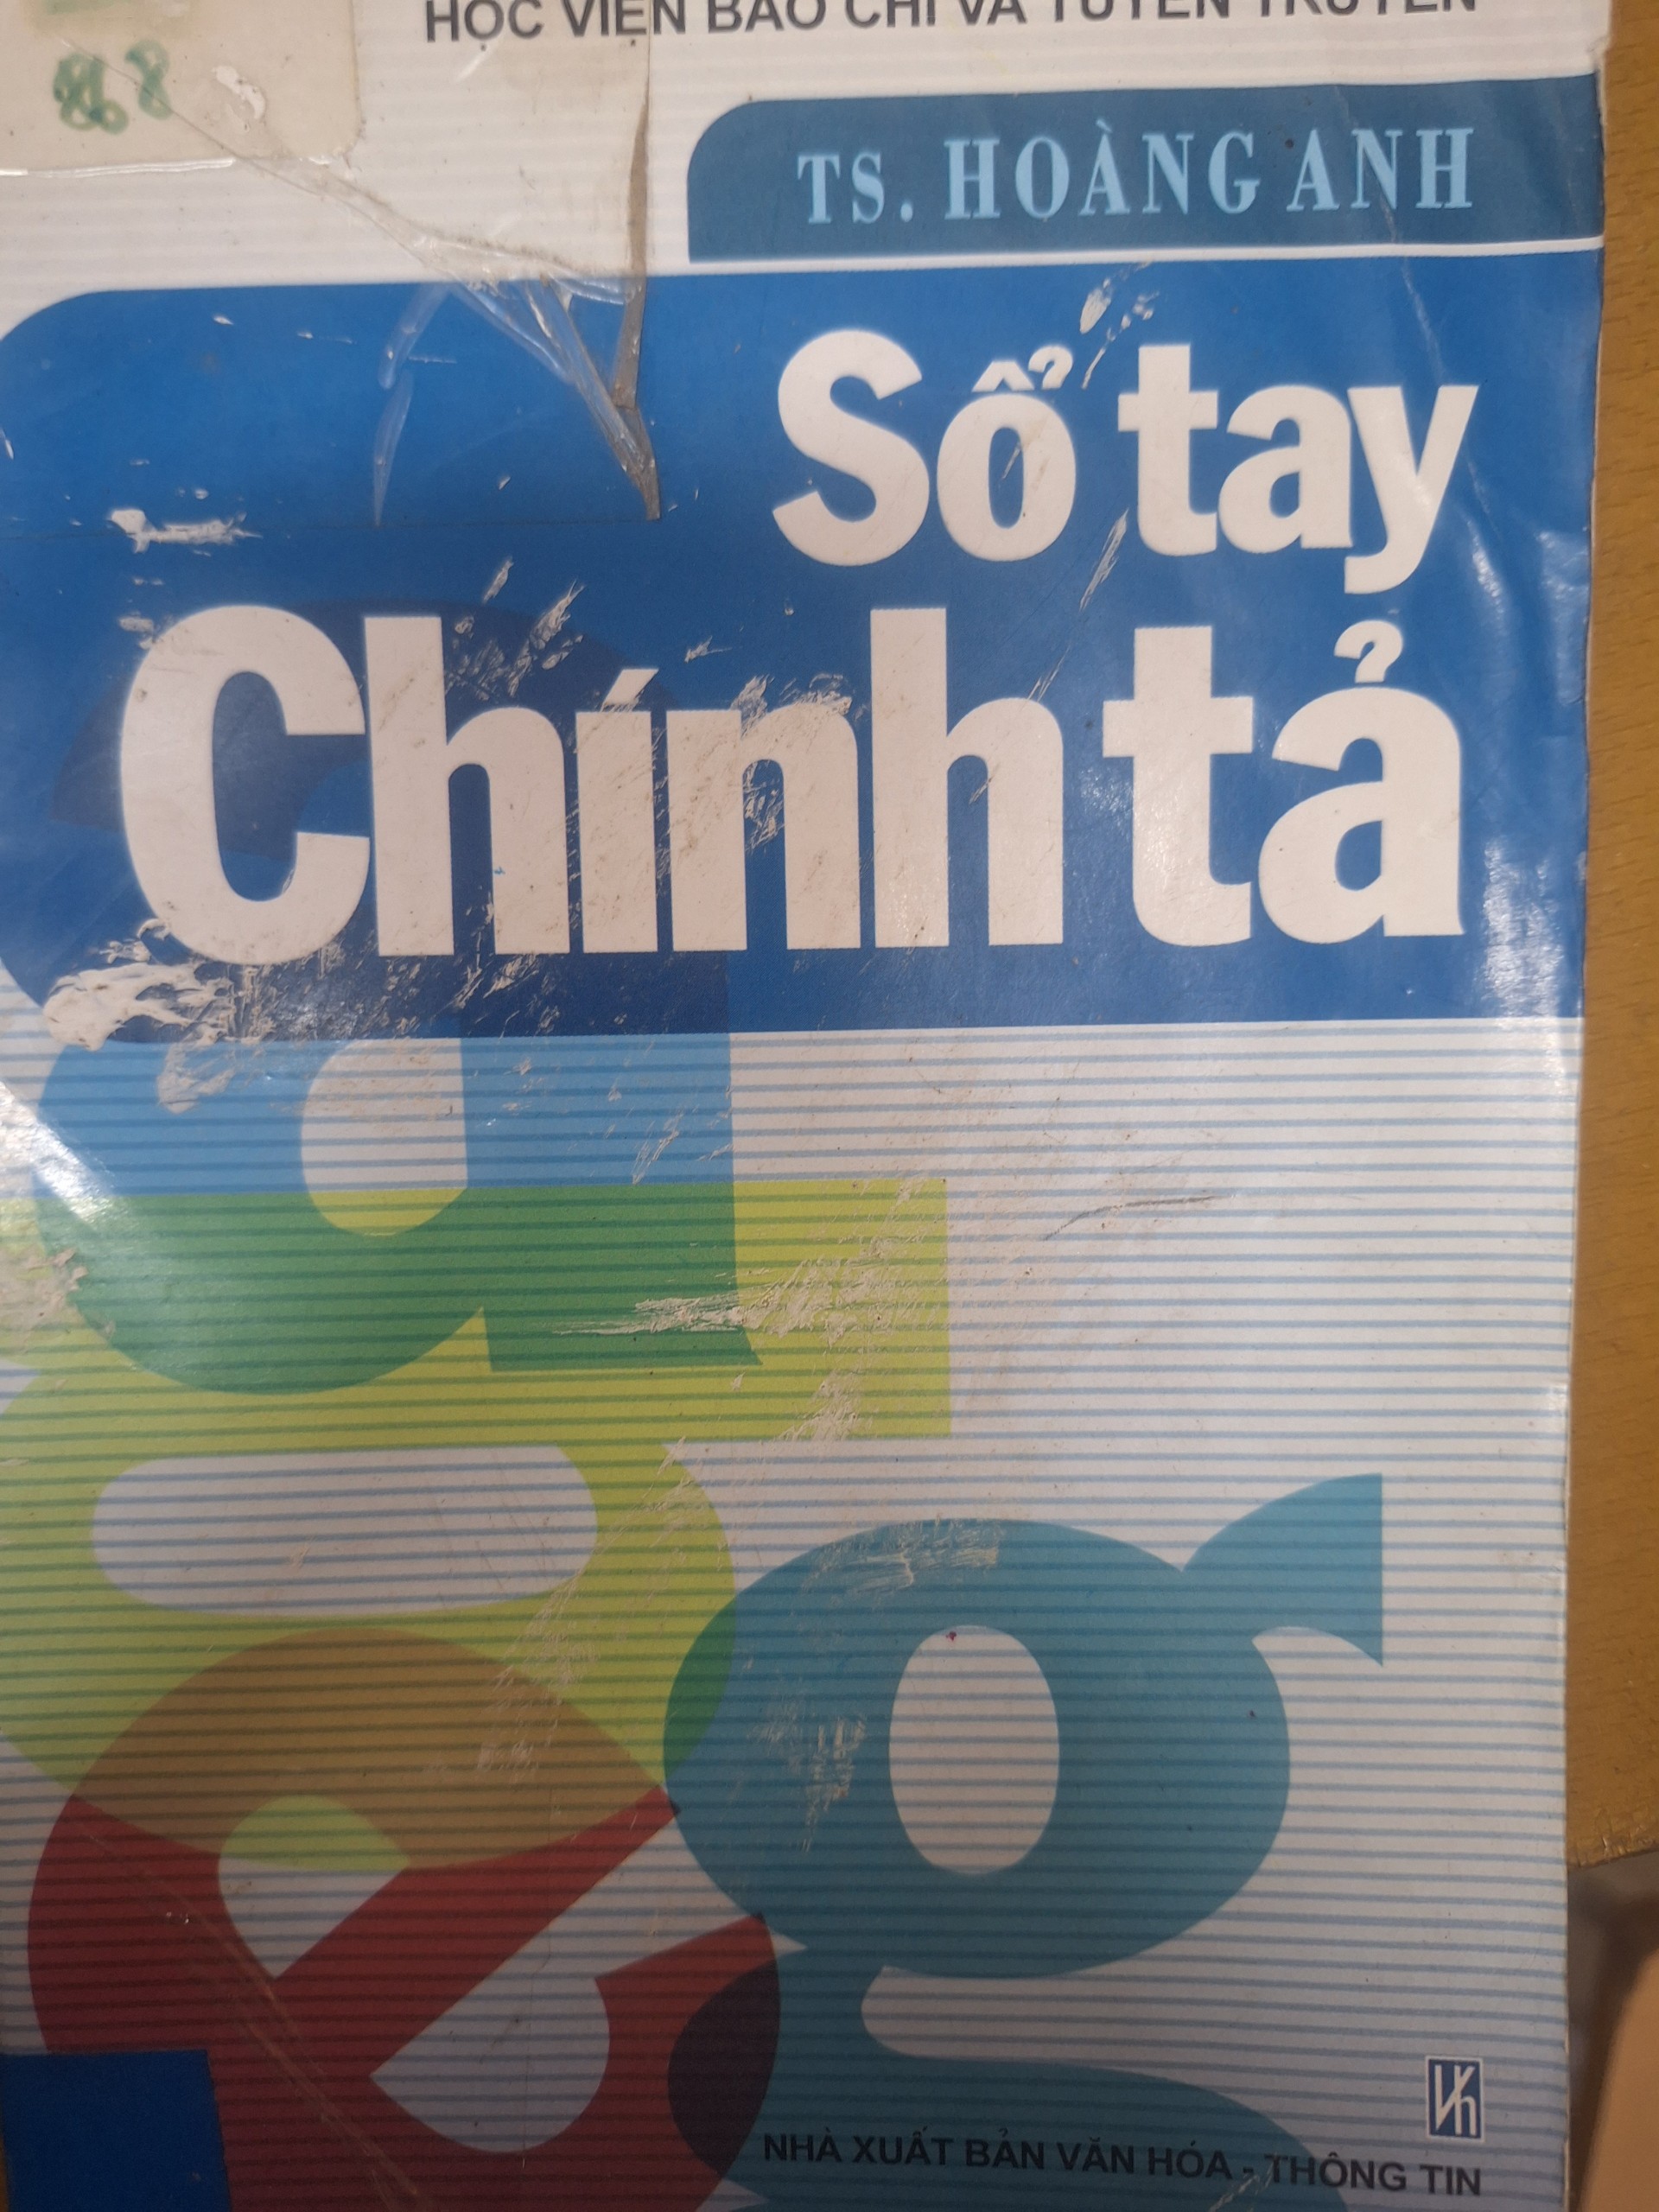 HỌC VIỆN BÁO CHÍ VÀ TUYÊN TRUYỀN
TS. HOÀNG ANH
Sổ tay
Chính tả
NHÀ XUẤT BẢN VĂN HÓA - THÔNG TIN